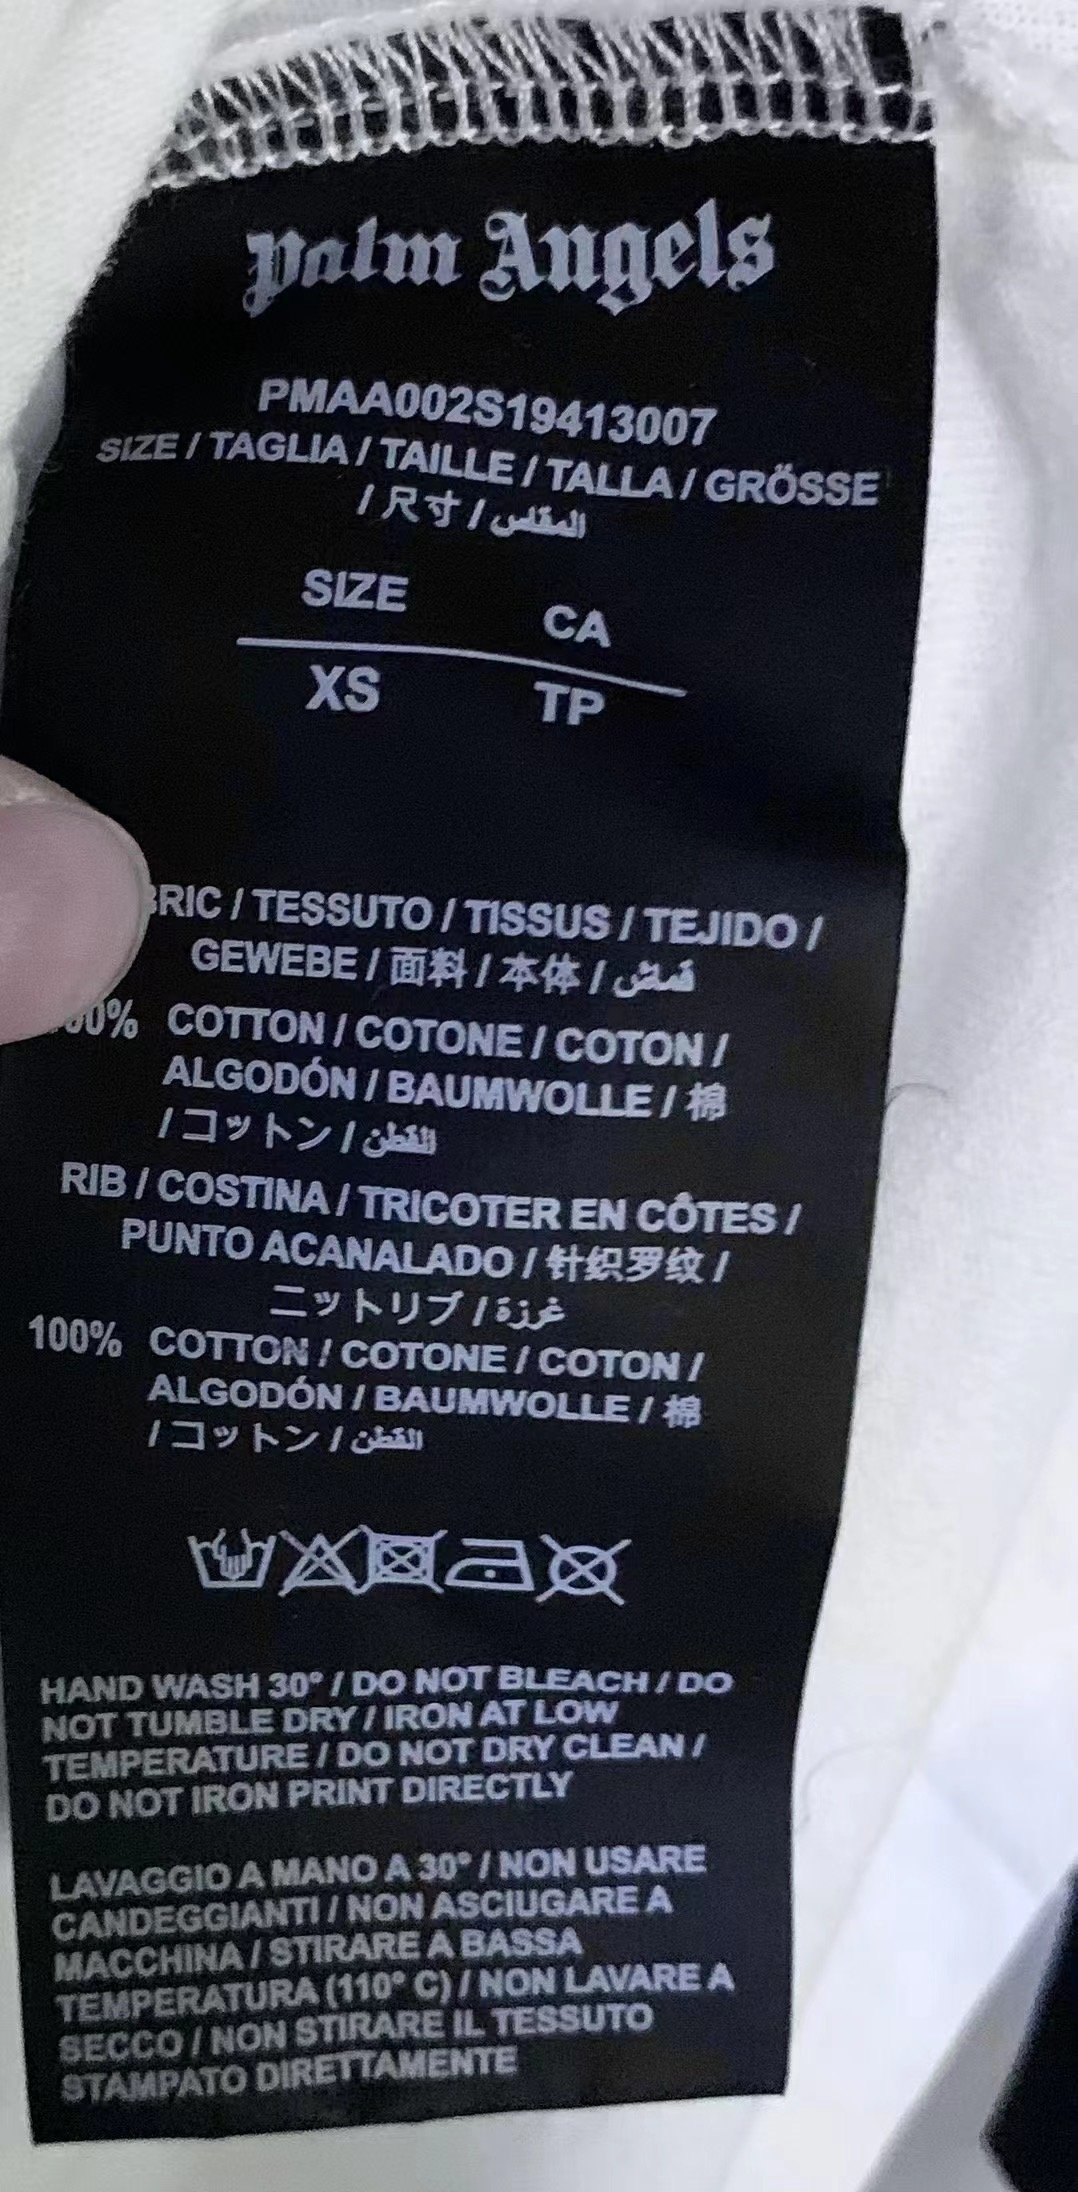 Palm Angels
PMAA002S19413007
SIZE / TAGLIA / TAILLE / TALLA / GRÖSSE
/ 尺寸 / المقاس
SIZE CA
XS TP
BRIC / TESSUTO / TISSUS / TEJIDO /
GEWEBE / 面料 / 本体 / قماش
100% COTTON / COTONE / COTON /
ALGODÓN / BAUMWOLLE / 棉
/ コットン / القطن
RIB / COSTINA / TRICOTER EN CÔTES /
PUNTO ACANALADO / 针织罗纹 /
ニットリブ / غرزة
100% COTTON / COTONE / COTON /
ALGODÓN / BAUMWOLLE / 棉
/ コットン / القطن
HAND WASH 30° / DO NOT BLEACH / DO
NOT TUMBLE DRY / IRON AT LOW
TEMPERATURE / DO NOT DRY CLEAN /
DO NOT IRON PRINT DIRECTLY
LAVAGGIO A MANO A 30° / NON USARE
CANDEGGIANTI / NON ASCIUGARE A
MACCHINA / STIRARE A BASSA
TEMPERATURA (110° C) / NON LAVARE A
SECCO / NON STIRARE IL TESSUTO
STAMPATO DIRETTAMENTE